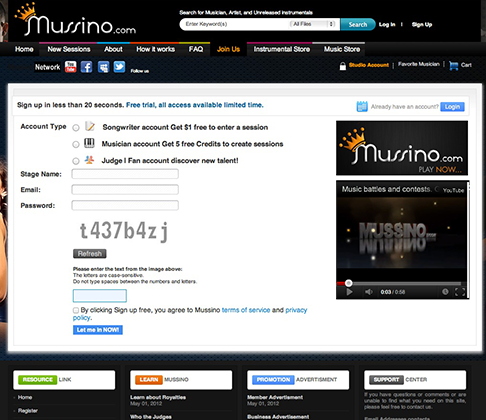 Mussino.com
Search for Musician, Artist, and Unreleased instrumentals
Enter Keyword(s)
All Files
Search
Log In | Sign Up
Home New Sessions About How it works FAQ Join Us Instrumental Store Music Store
Network
You Tube
Follow us
Studio Account | Favorite Musician | Cart
Sign up in less than 20 seconds. Free trial, all access available limited time.
Already have an account? Login
Account Type
Songwriter account Get $1 free to enter a session
Musician account Get 5 free Credits to create sessions
Judge | Fan account discover new talent!
Stage Name:
Email:
Password:
t437b4zj
Refresh
Please enter the text from the image above:
The letters are case-sensitive.
Do not type spaces between the numbers and letters.
By clicking Sign up free, you agree to Mussino terms of service and privacy
policy.
Let me in NOW!
Mussino.com
PLAY NOW...
Music battles and contests.
YouTube
MUSSINO
0:03 / 0:58
RESOURCE LINK
Home
Register
LEARN MUSSINO
Learn about Royalties
May 01, 2012
Who the Judges
PROMOTION ADVERTISMENT
Member Advertisment
May 01, 2012
Business Advertisment
SUPPORT CENTER
If you have questions or comments or are
unable to find what you need on this site,
please feel free to contact us.